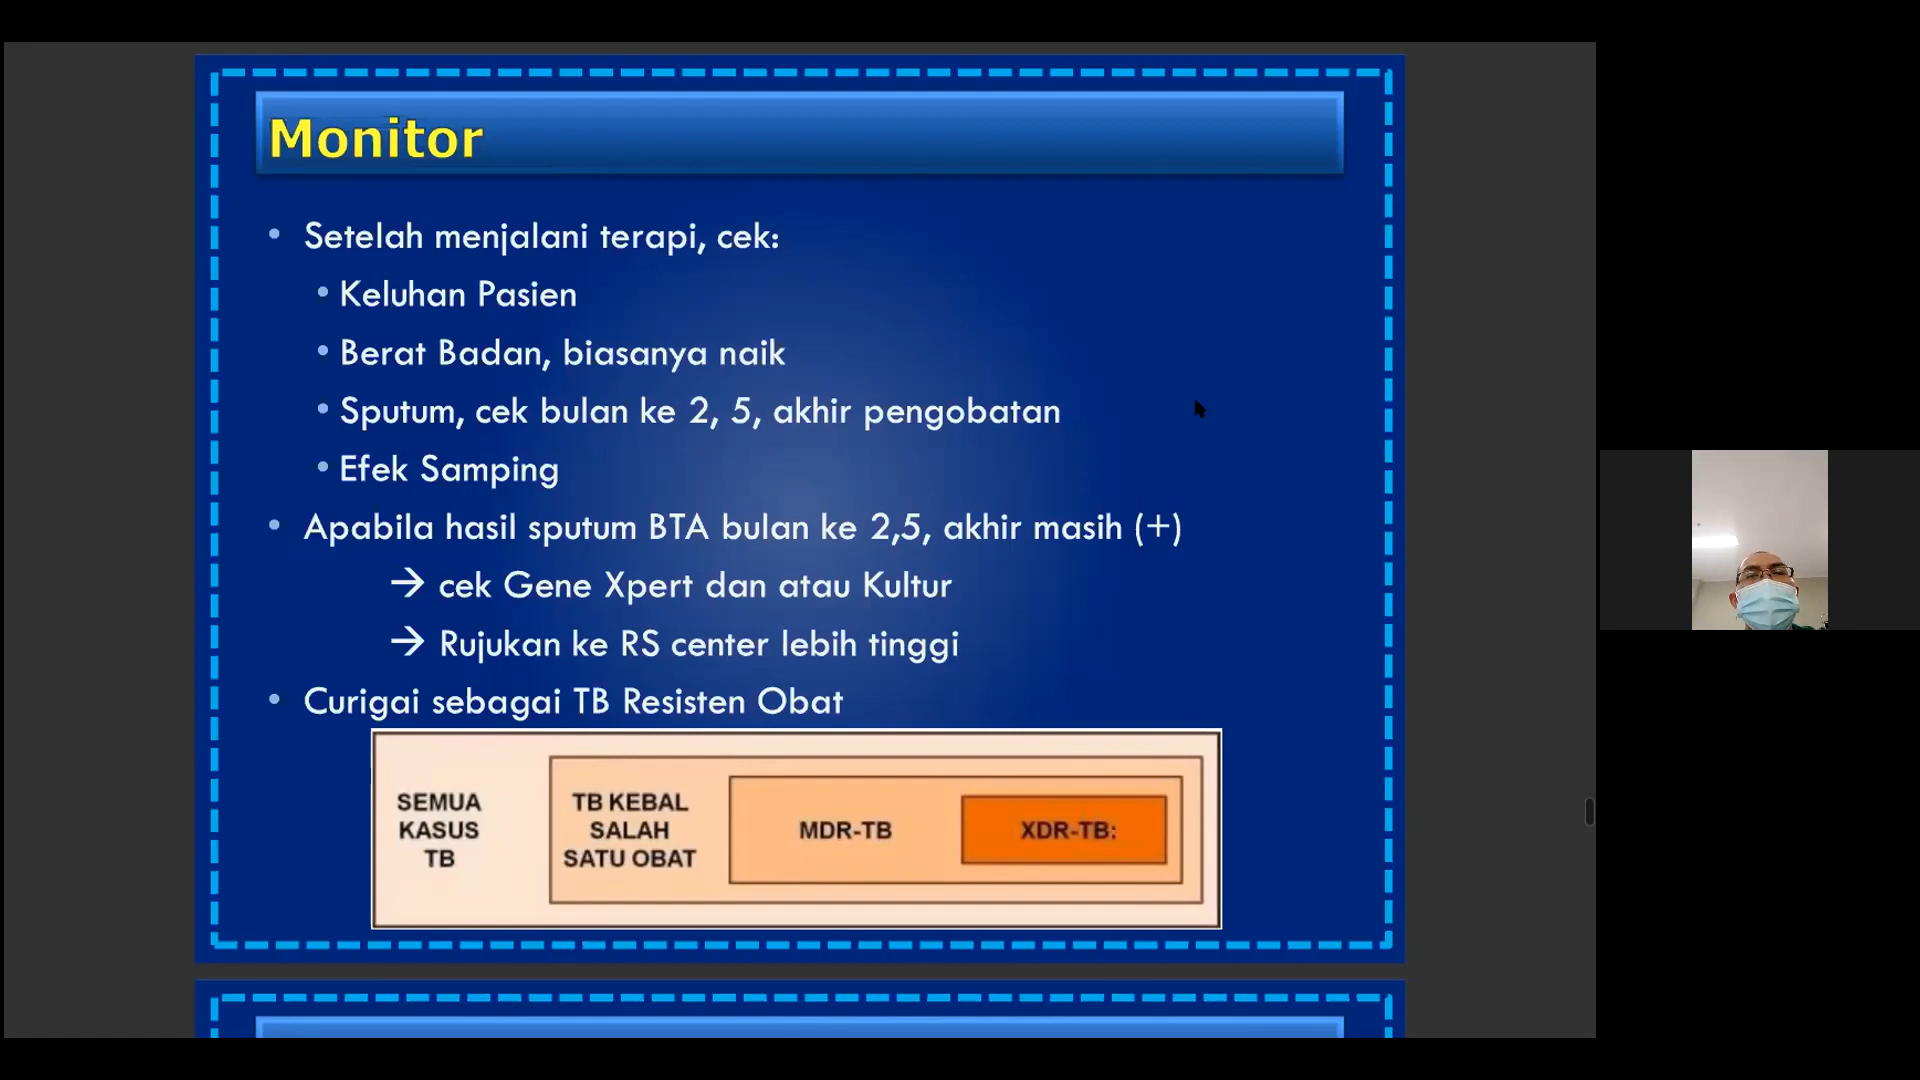 Monitor
• Setelah menjalani terapi, cek:
• Keluhan Pasien
• Berat Badan, biasanya naik
• Sputum, cek bulan ke 2, 5, akhir pengobatan
• Efek Samping
• Apabila hasil sputum BTA bulan ke 2,5, akhir masih (+)
→ cek Gene Xpert dan atau Kultur
→ Rujukan ke RS center lebih tinggi
• Curigai sebagai TB Resisten Obat
SEMUA
KASUS
TB
TB KEBAL
SALAH
SATU OBAT
MDR-TB
XDR-TB: